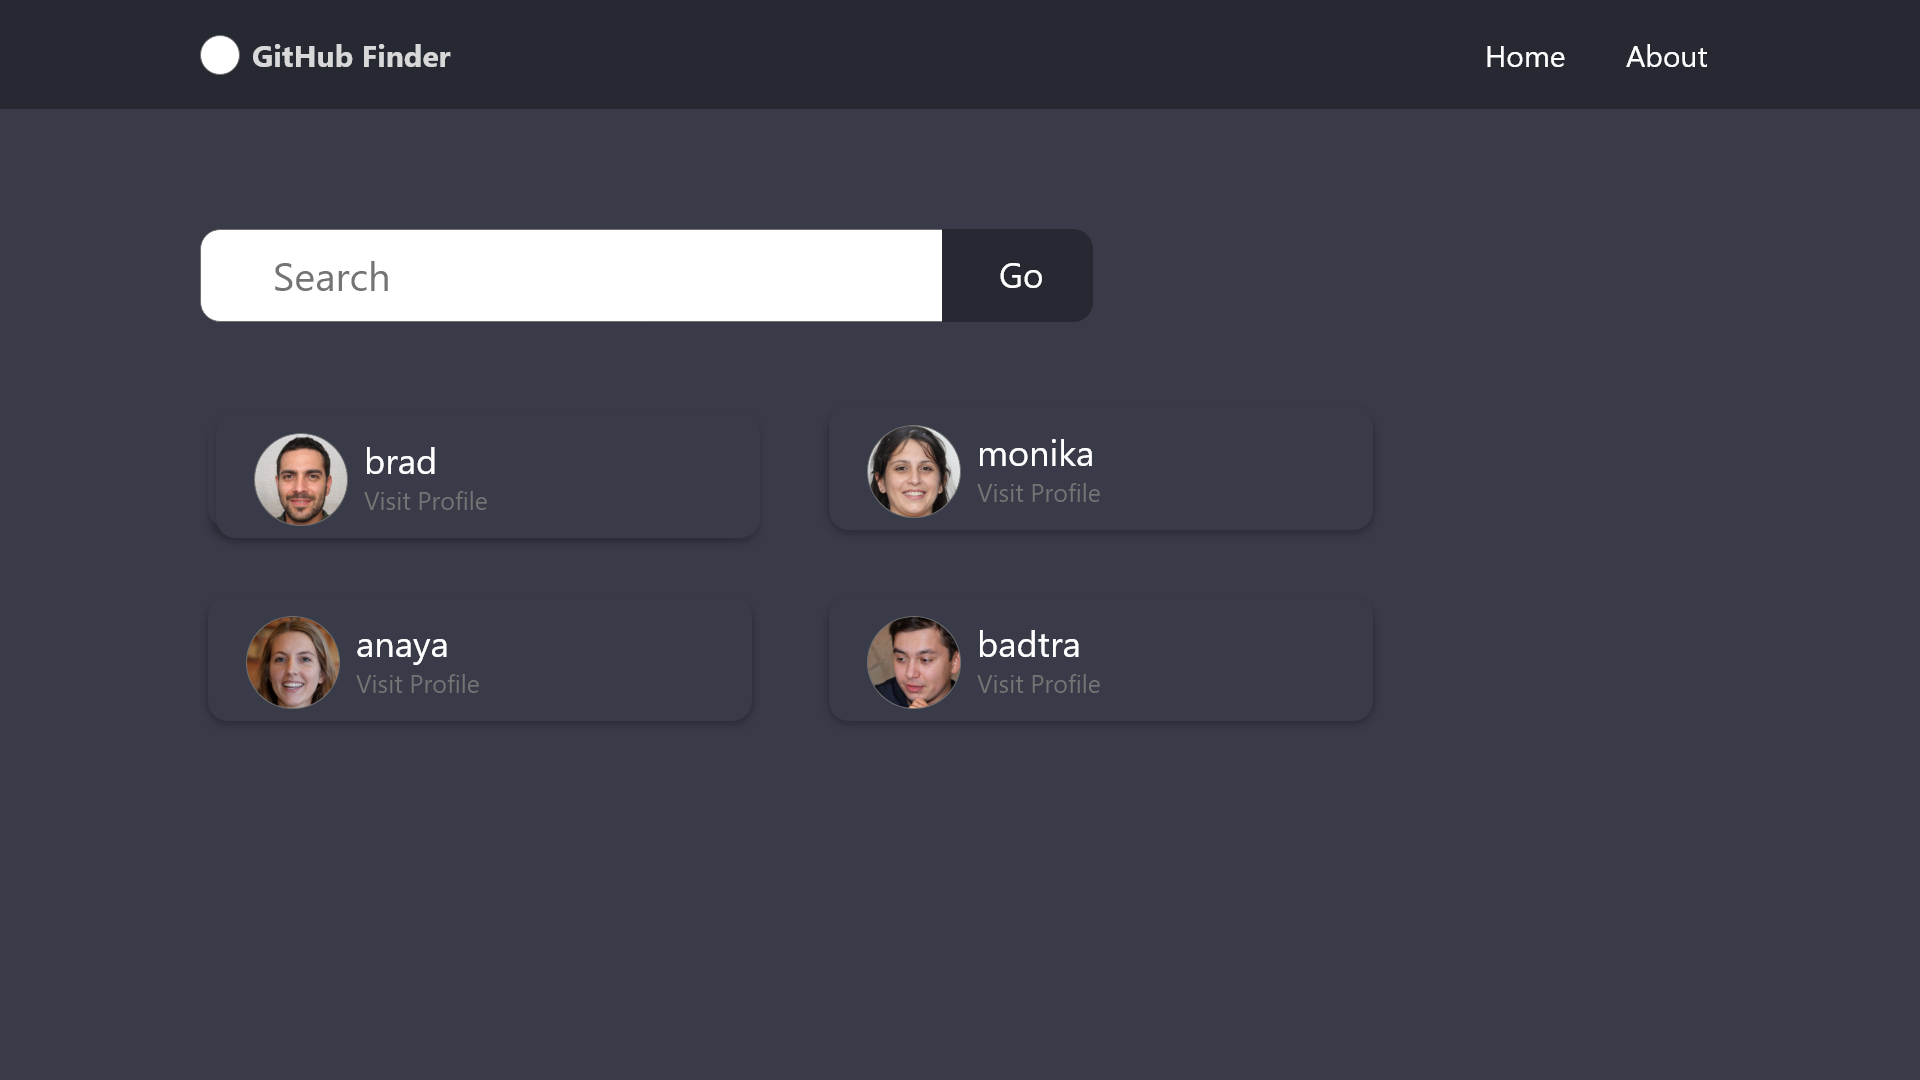 GitHub Finder
Home
About
Search
Go
brad
Visit Profile
monika
Visit Profile
anaya
Visit Profile
badtra
Visit Profile